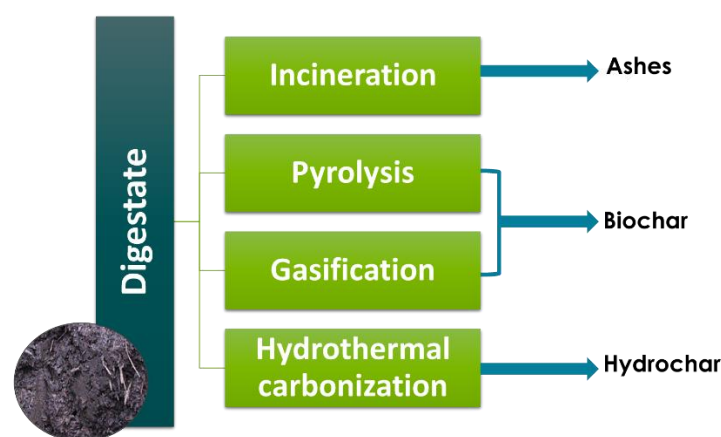 Digestate
Incineration
Ashes
Pyrolysis
Biochar
Gasification
Hydrothermal
carbonization
Hydrochar